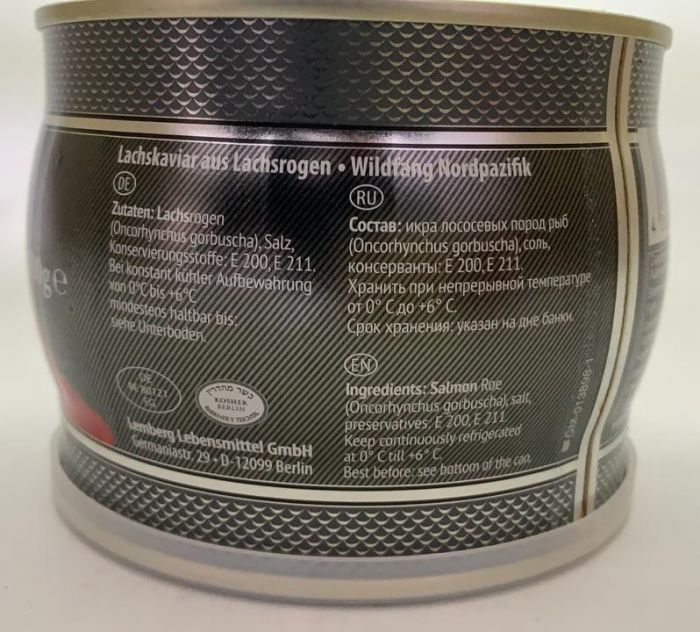 Lachskaviar aus Lachsrogen • Wildfang Nordpazifik
DE
Zutaten: Lachsrogen
(Oncorhynchus gorbuscha), Salz,
Konservierungsstoffe: E 200, E 211.
Bei konstant kühler Aufbewahrung
von 0°C bis +6°C
mindestens haltbar bis:
siehe Unterboden.
RU
Состав: икра лососевых пород рыб
(Oncorhynchus gorbuscha), соль,
консерванты: E 200, E 211.
Хранить при непрерывной температуре
от 0° C до +6° C.
Срок хранения: указан на дне банки.
EN
Ingredients: Salmon Roe
(Oncorhynchus gorbuscha), salt,
preservatives: E 200, E 211
Keep continuously refrigerated
at 0° C till +6° C.
Best before: see bottom of the can.
g e
DE
EG
כשר מהדרין
KOSHER
BERLIN
Lemberg Lebensmittel GmbH
Germaniastr. 29 • D-12099 Berlin